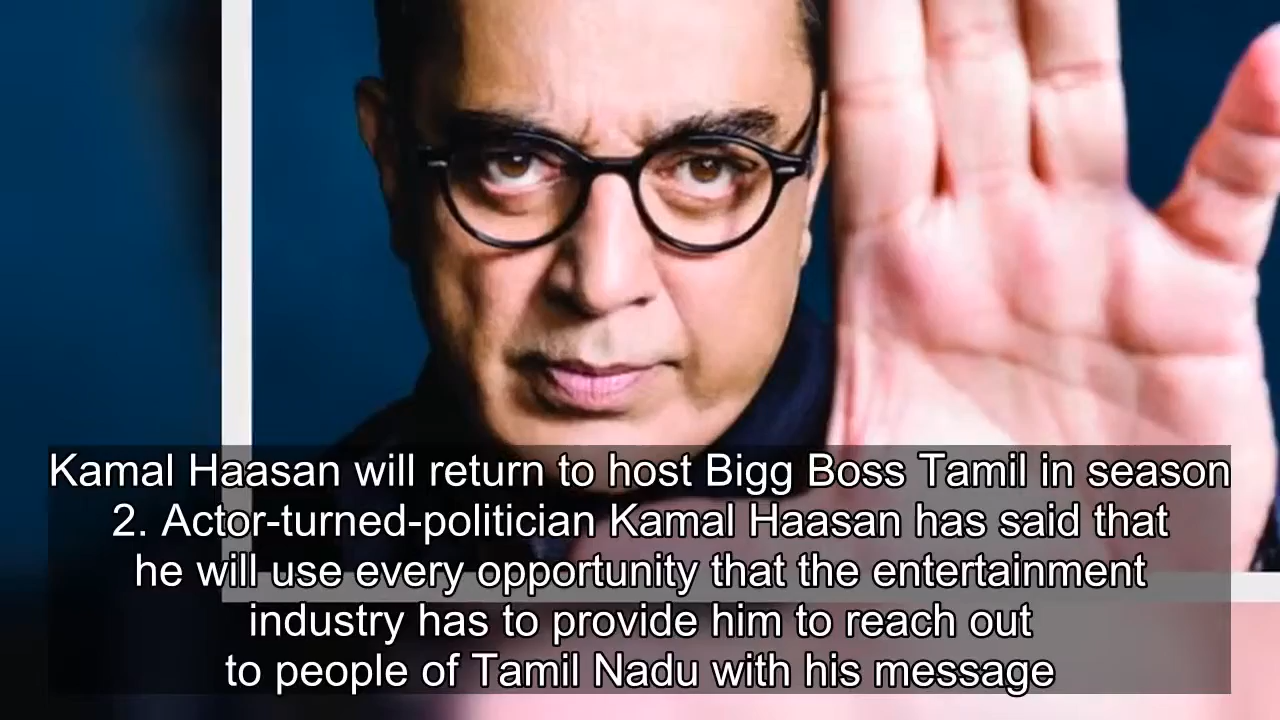 Kamal Haasan will return to host Bigg Boss Tamil in season
2. Actor-turned-politician Kamal Haasan has said that
he will use every opportunity that the entertainment
industry has to provide him to reach out
to people of Tamil Nadu with his message